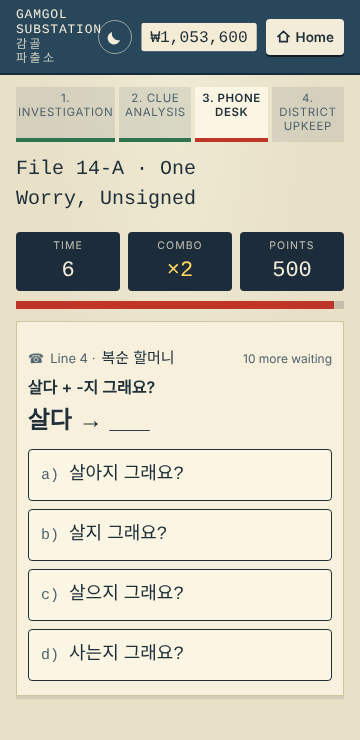 GAMGOL
SUBSTATION
감골
파출소
₩1,053,600
Home
1.
INVESTIGATION
2. CLUE
ANALYSIS
3. PHONE
DESK
4.
DISTRICT
UPKEEP
File 14-A · One
Worry, Unsigned
TIME
6
COMBO
×2
POINTS
500
☎ Line 4 · 복순 할머니
10 more waiting
살다 + -지 그래요?
살다 → ____
a) 살아지 그래요?
b) 살지 그래요?
c) 살으지 그래요?
d) 사는지 그래요?